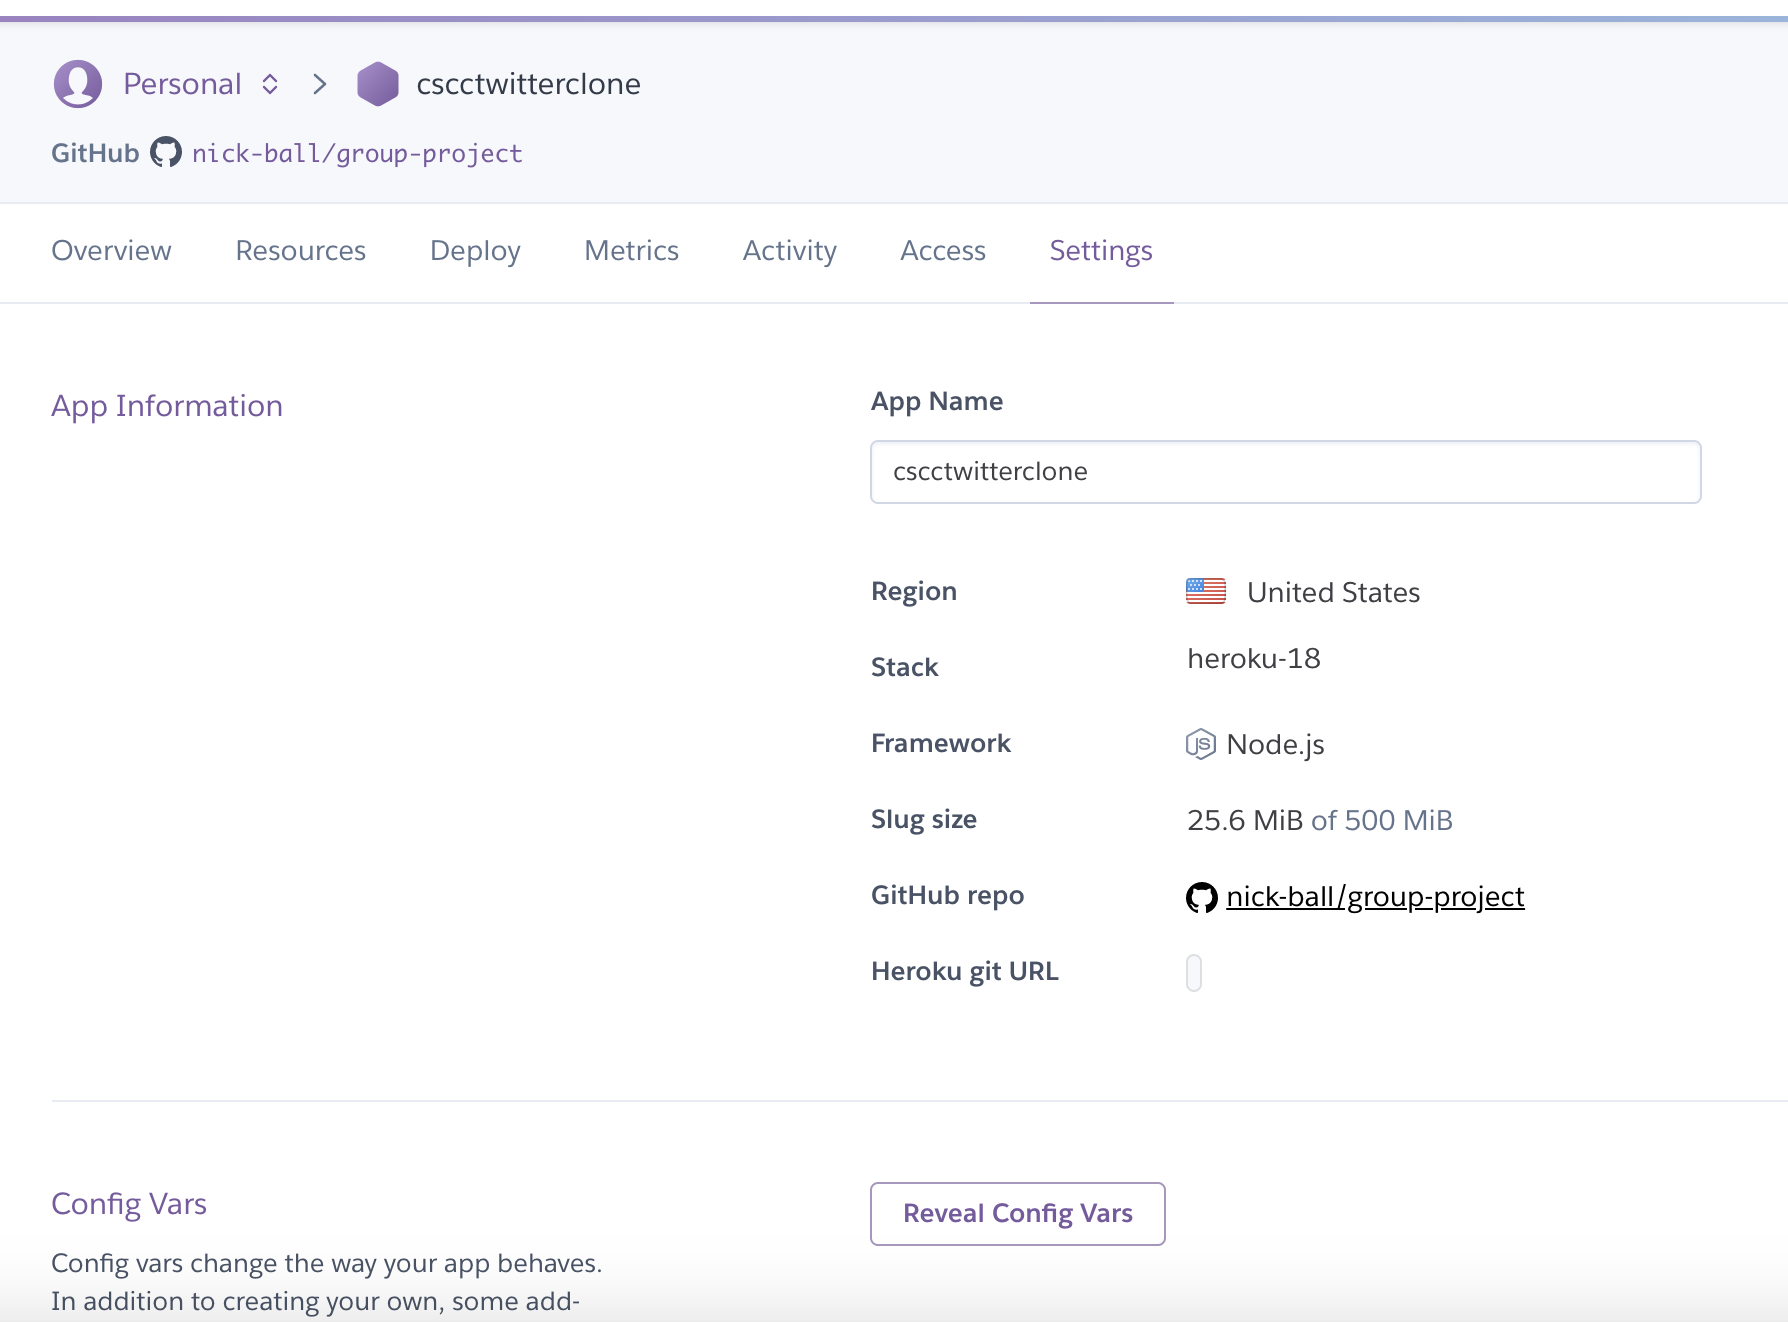 Personal cscctwitterclone
GitHub nick-ball/group-project
Overview Resources Deploy Metrics Activity Access Settings
App Information
App Name
cscctwitterclone
Region United States
Stack heroku-18
Framework Node.js
Slug size 25.6 MiB of 500 MiB
GitHub repo nick-ball/group-project
Heroku git URL
Config Vars
Reveal Config Vars
Config vars change the way your app behaves.
In addition to creating your own, some add-